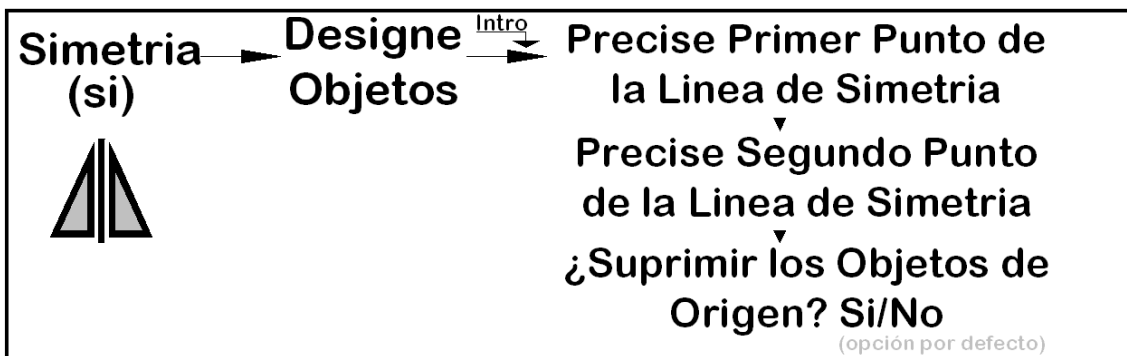 Simetria
(si)
Designe
Objetos
Intro
Precise Primer Punto de
la Linea de Simetria
Precise Segundo Punto
de la Linea de Simetria
¿Suprimir los Objetos de
Origen? Si/No
(opción por defecto)